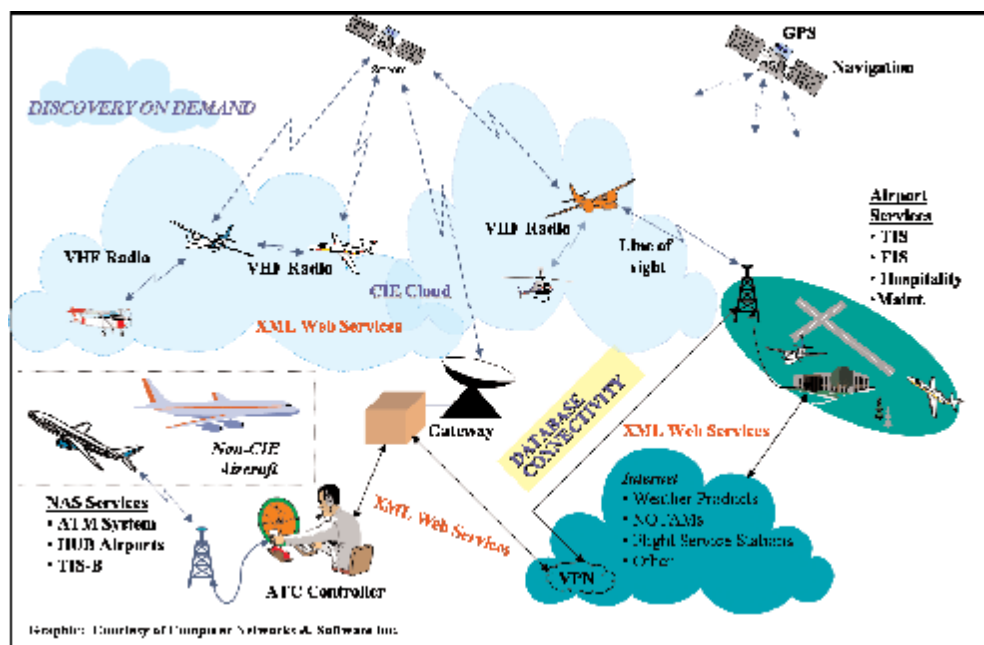 GPS
Navigation
DISCOVERY ON DEMAND
VHF Radio
VHF Radio
VHF Radio
Line of
sight
CIE Cloud
XML Web Services
Airport
Services
• TIS
• FIS
• Hospitality
• Maint.
Gateway
DATABASE
CONNECTIVITY
XML Web Services
Non-CIE
Aircraft
NAS Services
• ATM System
• HUB Airports
• TIS-B
ATC Controller
XML Web Services
Internet
• Weather Products
• NOTAMs
• Flight Service Stations
• Other
VPN
Graphic: Courtesy of Computer Networks & Software Inc.